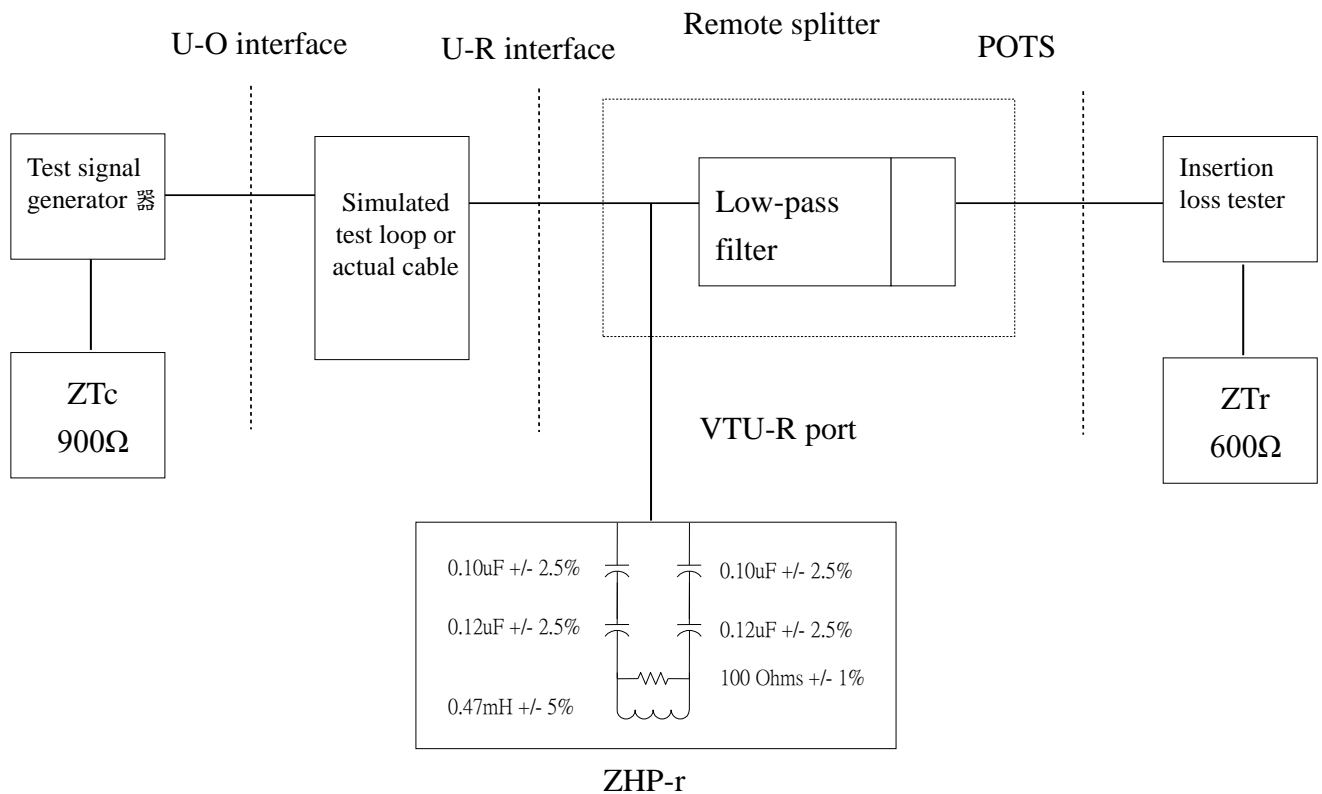 U-O interface
U-R interface
Remote splitter
POTS
Test signal
generator 器
Simulated
test loop or
actual cable
Low-pass
filter
Insertion
loss tester
ZTc
900Ω
VTU-R port
ZTr
600Ω
0.10uF +/- 2.5%
0.10uF +/- 2.5%
0.12uF +/- 2.5%
0.12uF +/- 2.5%
100 Ohms +/- 1%
0.47mH +/- 5%
ZHP-r